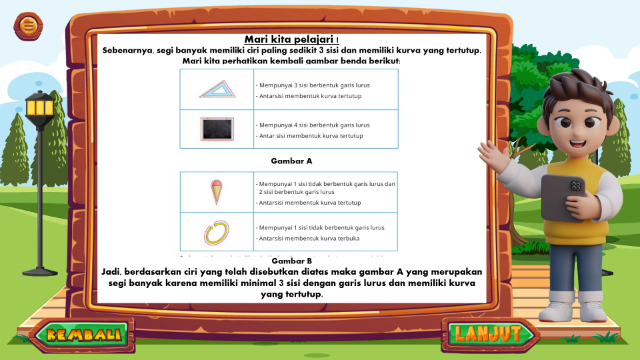 Mari kita pelajari !
Sebenarnya, segi banyak memiliki ciri paling sedikit 3 sisi dan memiliki kurva yang tertutup.
Mari kita perhatikan kembali gambar benda berikut:
- Mempunyai 3 sisi berbentuk garis lurus
- Antarsisi membentuk kurva tertutup
- Mempunyai 4 sisi berbentuk garis lurus
- Antar sisi membentuk kurva tertutup
Gambar A
- Mempunyai 1 sisi tidak berbentuk garis lurus dan
2 sisi berbentuk garis lurus
- Antarsisi membentuk kurva tertutup
- Mempunyai 1 sisi tidak berbentuk garis lurus
- Antarsisi membentuk kurva terbuka
Gambar B
Jadi, berdasarkan ciri yang telah disebutkan diatas maka gambar A yang merupakan
segi banyak karena memiliki minimal 3 sisi dengan garis lurus dan memiliki kurva
yang tertutup.
KEMBALI
LANJUT